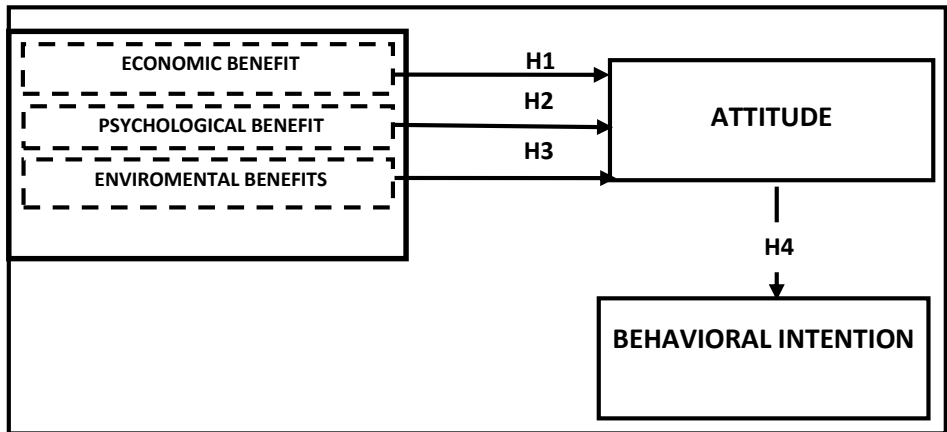 ECONOMIC BENEFIT
H1
PSYCHOLOGICAL BENEFIT
H2
ENVIROMENTAL BENEFITS
H3
ATTITUDE
H4
BEHAVIORAL INTENTION